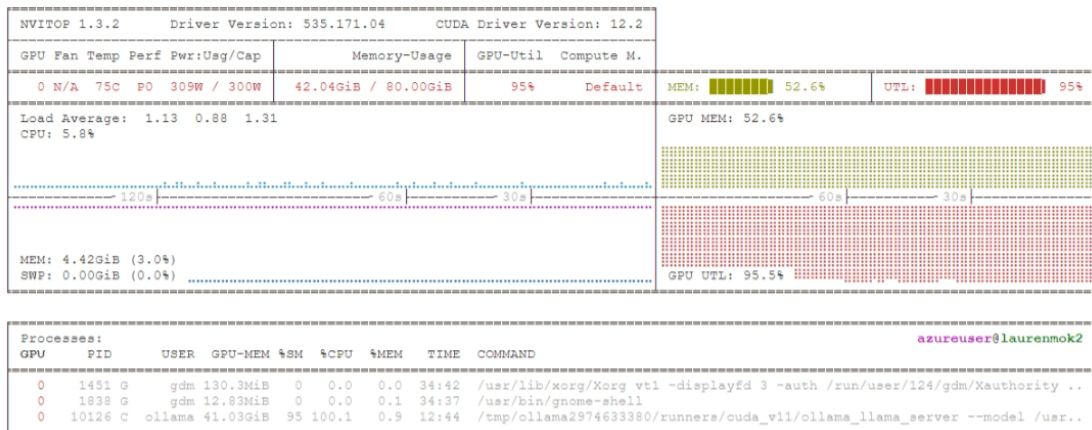 NVITOP 1.3.2 Driver Version: 535.171.04 CUDA Driver Version: 12.2
GPU Fan Temp Perf Pwr:Usg/Cap Memory-Usage GPU-Util Compute M.
0 N/A 75C P0 309W / 300W 42.04GiB / 80.00GiB 95% Default MEM: 52.6% UTL: 95%
Load Average: 1.13 0.88 1.31 GPU MEM: 52.6%
CPU: 5.8%
120s 60s 30s 60s 30s
MEM: 4.42GiB (3.0%)
SWP: 0.00GiB (0.0%) GPU UTL: 95.5%
Processes: azureuser@laurenmok2
GPU PID USER GPU-MEM %SM %CPU %MEM TIME COMMAND
0 1451 G gdm 130.3MiB 0 0.0 0.0 34:42 /usr/lib/xorg/Xorg vt1 -displayfd 3 -auth /run/user/124/gdm/Xauthority ..
0 1838 G gdm 12.83MiB 0 0.0 0.1 34:37 /usr/bin/gnome-shell
0 10126 C ollama 41.03GiB 95 100.1 0.9 12:44 /tmp/ollama2974633380/runners/cuda_v11/ollama_llama_server --model /usr..